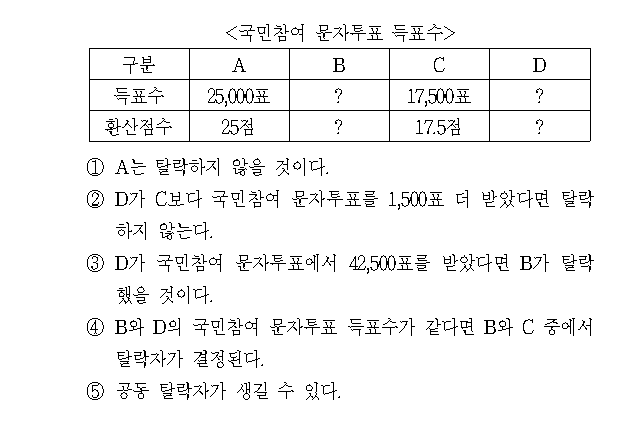 <국민참여 문자투표 득표수>
구분 A B C D
득표수 25,000표 ? 17,500표 ?
환산점수 25점 ? 17.5점 ?
① A는 탈락하지 않을 것이다.
② D가 C보다 국민참여 문자투표를 1,500표 더 받았다면 탈락
하지 않는다.
③ D가 국민참여 문자투표에서 42,500표를 받았다면 B가 탈락
했을 것이다.
④ B와 D의 국민참여 문자투표 득표수가 같다면 B와 C 중에서
탈락자가 결정된다.
⑤ 공동 탈락자가 생길 수 있다.